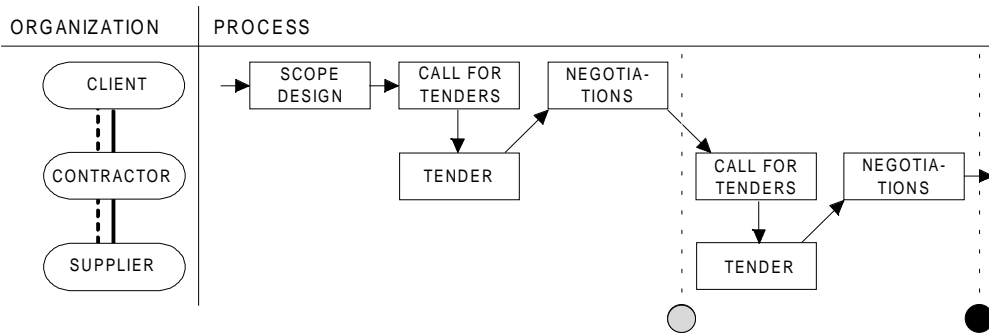 ORGANIZATION
PROCESS
CLIENT
SCOPE
DESIGN
CALL FOR
TENDERS
NEGOTIA-
TIONS
CONTRACTOR
TENDER
CALL FOR
TENDERS
NEGOTIA-
TIONS
SUPPLIER
TENDER